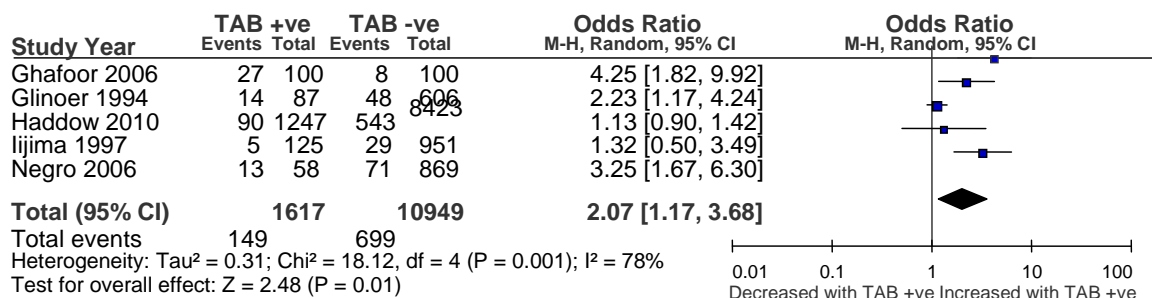 TAB +ve TAB -ve Odds Ratio Odds Ratio
Study Year Events Total Events Total M-H, Random, 95% CI M-H, Random, 95% CI
Ghafoor 2006 27 100 8 100 4.25 [1.82, 9.92]
Glinoer 1994 14 87 48 606 2.23 [1.17, 4.24]
Haddow 2010 90 1247 543 8423 1.13 [0.90, 1.42]
Iijima 1997 5 125 29 951 1.32 [0.50, 3.49]
Negro 2006 13 58 71 869 3.25 [1.67, 6.30]
Total (95% CI) 1617 10949 2.07 [1.17, 3.68]
Total events 149 699
Heterogeneity: Tau² = 0.31; Chi² = 18.12, df = 4 (P = 0.001); I² = 78%
Test for overall effect: Z = 2.48 (P = 0.01)
0.01 0.1 1 10 100
Decreased with TAB +ve Increased with TAB +ve